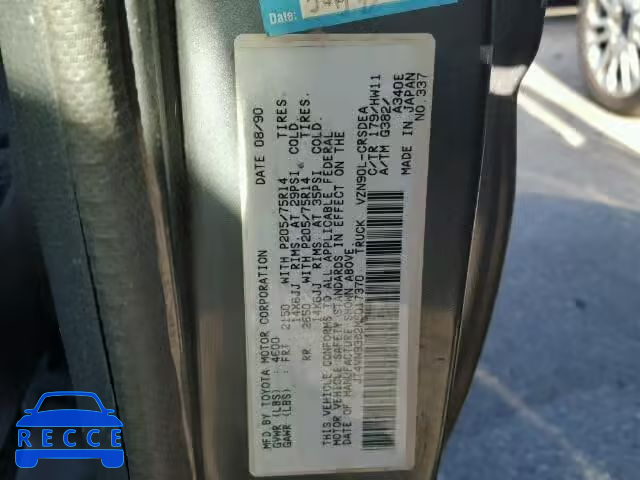 Date:
MFD. BY TOYOTA MOTOR CORPORATION DATE 08/90
GVWR (LBS) : 4600
GAWR (LBS) : FRT 2150 WITH P205/75R14 TIRES,
14X6JJ RIMS, AT 29PSI COLD.
RR 2650 WITH P205/75R14 TIRES,
14X6JJ RIMS, AT 35PSI COLD.
THIS VEHICLE CONFORMS TO ALL APPLICABLE FEDERAL
MOTOR VEHICLE SAFETY STANDARDS IN EFFECT ON THE
DATE OF MANUFACTURE SHOWN ABOVE.
TRUCK VZN90L-CRSDEA
C/TR 179/HW11
A/TM G382/
A340E
MADE IN JAPAN
NO. 337
RECCE